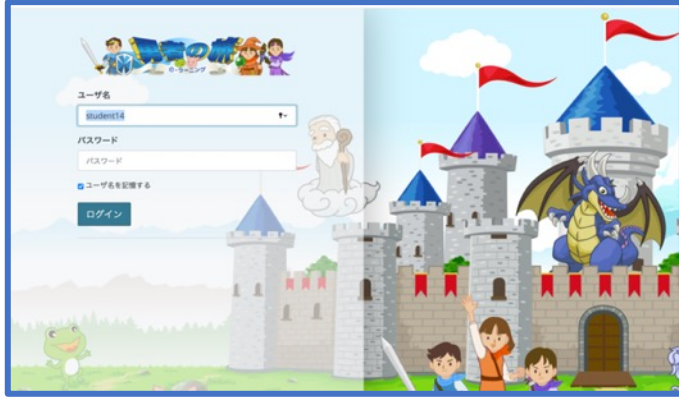 勇者の旅
e-ラーニング
ユーザ名
student14
パスワード
パスワード
ユーザ名を記憶する
ログイン